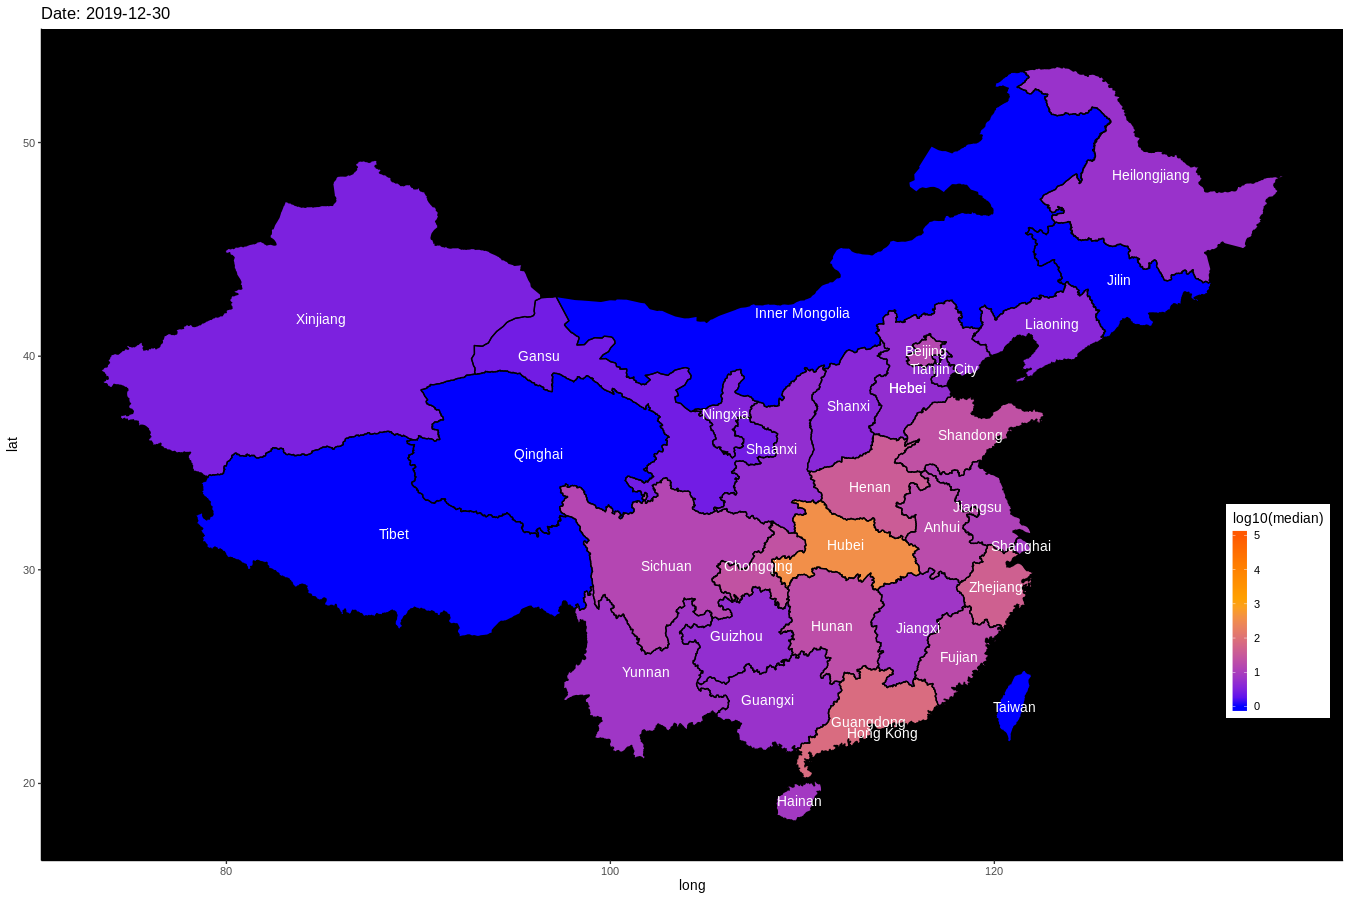 Date: 2019-12-30
50
Heilongjiang
Jilin
Inner Mongolia
Xinjiang
Liaoning
Beijing
40
Gansu
Tianjin City
Hebei
Shanxi
Ningxia
Shandong
lat
Shaanxi
Qinghai
Henan
Jiangsu
log10(median)
Anhui
Tibet
5
Hubei
Shanghai
30
Sichuan
Chongqing
4
Zhejiang
3
Hunan
Jiangxi
Guizhou
2
Fujian
Yunnan
1
Guangxi
Taiwan
0
Guangdong
Hong Kong
20
Hainan
80
100
120
long